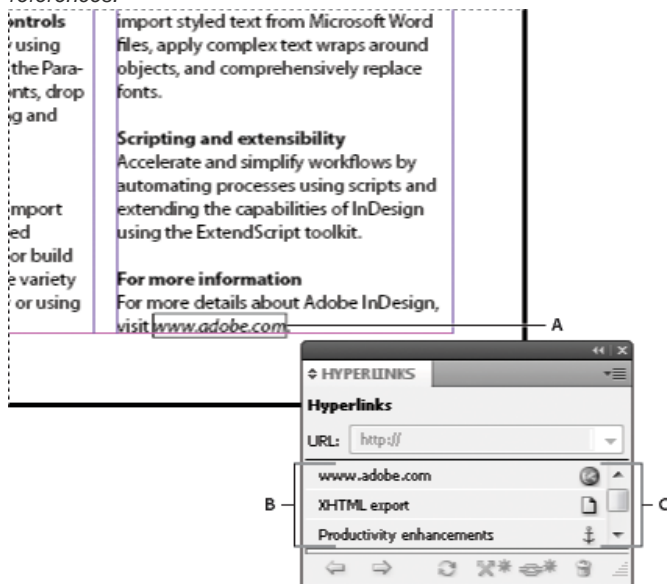 ontrols
using
the Para-
nts, drop
g and
mport
ed
or build
e variety
or using
import styled text from Microsoft Word
files, apply complex text wraps around
objects, and comprehensively replace
fonts.
Scripting and extensibility
Accelerate and simplify workflows by
automating processes using scripts and
extending the capabilities of InDesign
using the ExtendScript toolkit.
For more information
For more details about Adobe InDesign,
visit www.adobe.com.
A
HYPERLINKS
Hyperlinks
URL: http://
www.adobe.com
XHTML export
Productivity enhancements
B
C